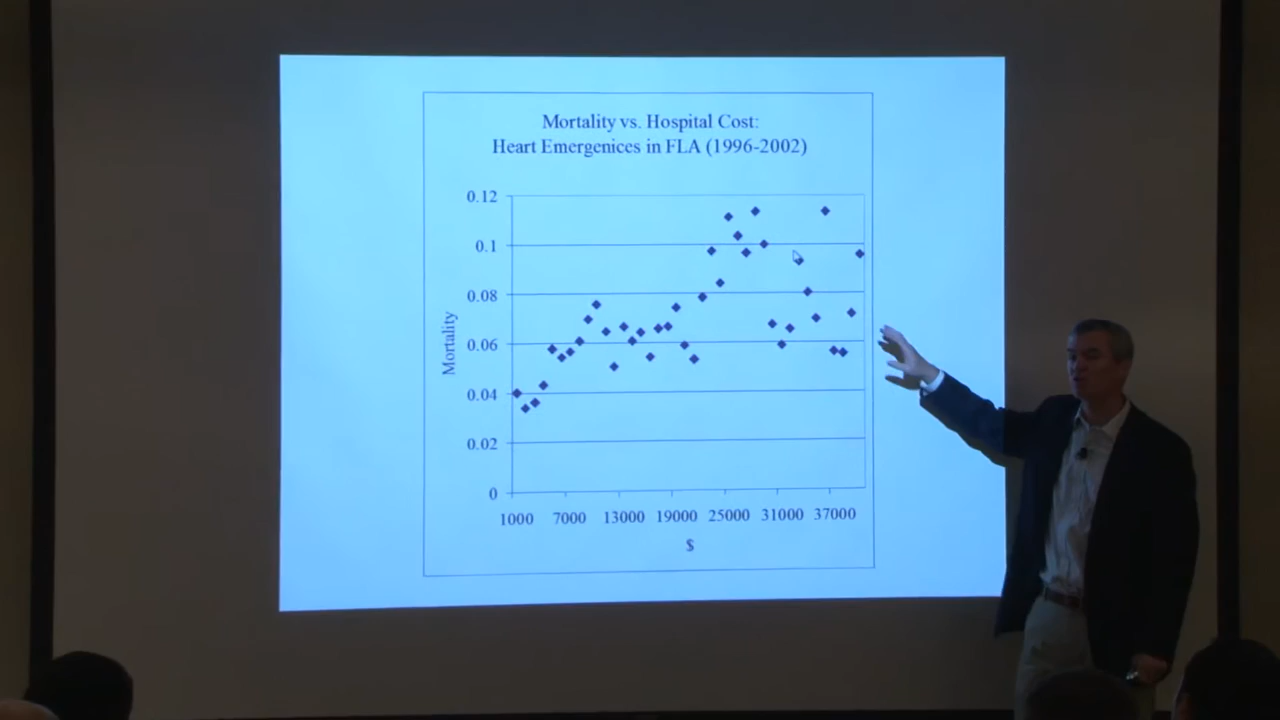 Mortality vs. Hospital Cost:
Heart Emergenices in FLA (1996-2002)
0.12
0.1
0.08
0.06
0.04
0.02
0
Mortality
1000 7000 13000 19000 25000 31000 37000
$